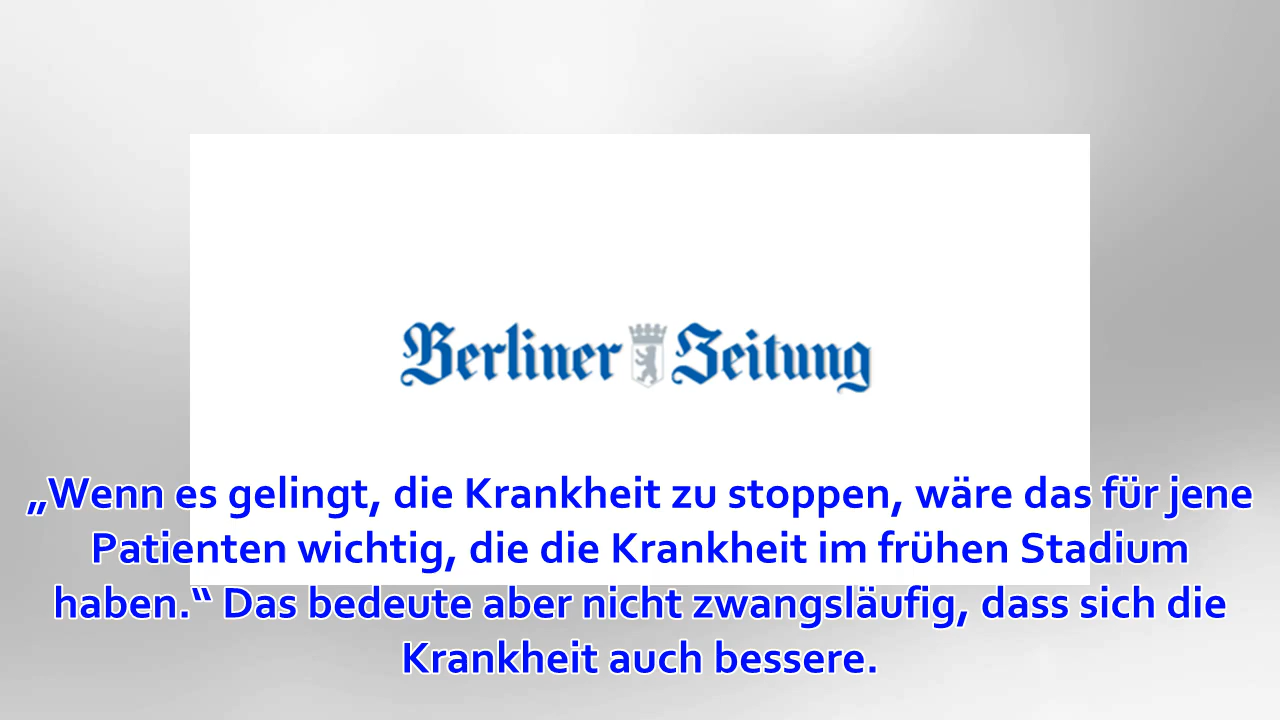 Berliner Zeitung
„Wenn es gelingt, die Krankheit zu stoppen, wäre das für jene
Patienten wichtig, die die Krankheit im frühen Stadium
haben.“ Das bedeute aber nicht zwangsläufig, dass sich die
Krankheit auch bessere.